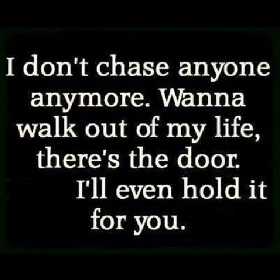 I don't chase anyone
anymore. Wanna
walk out of my life,
there's the door.
I'll even hold it
for you.